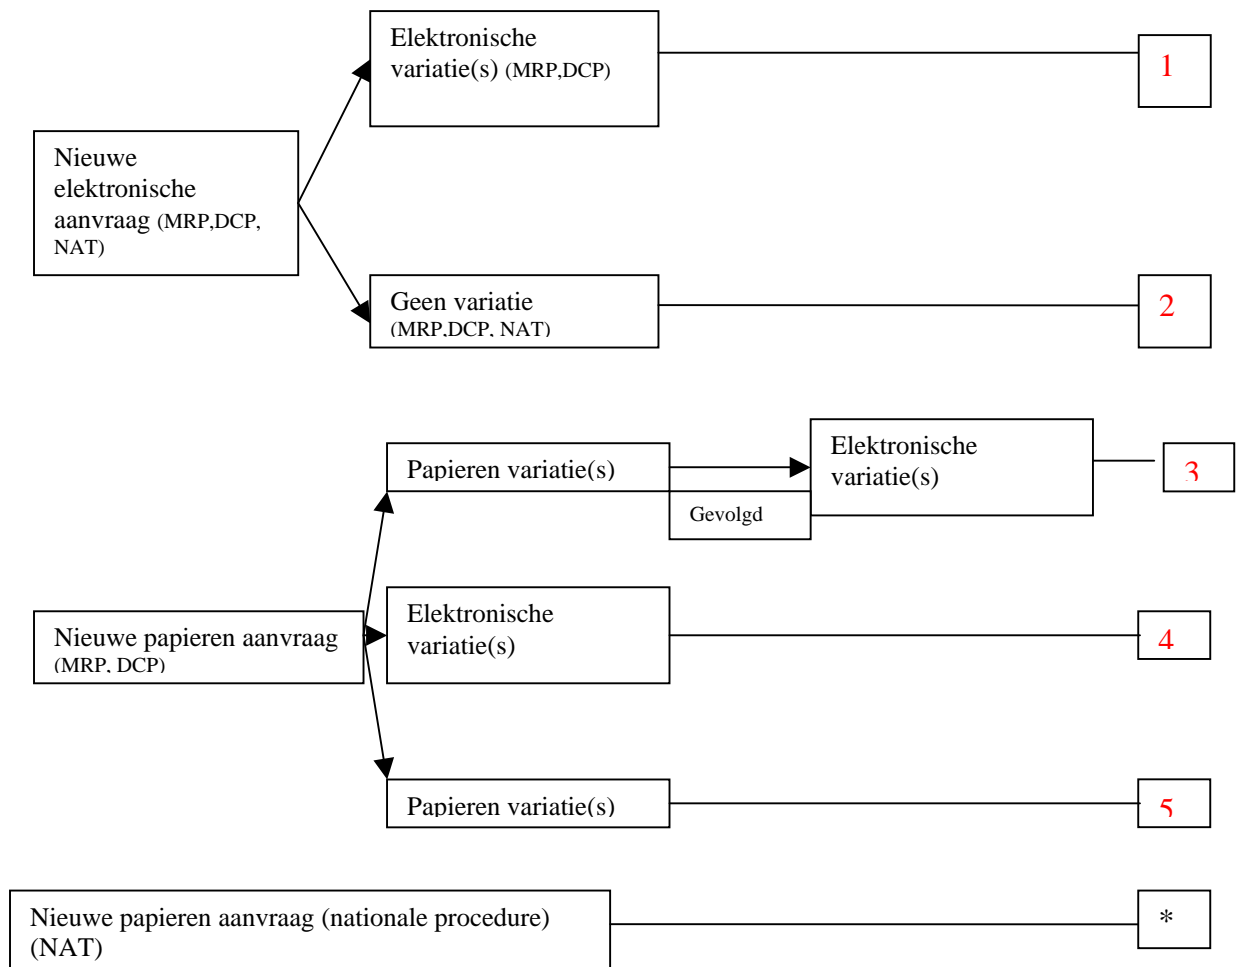 Elektronische
variatie(s) (MRP,DCP)
1
Nieuwe
elektronische
aanvraag (MRP,DCP,
NAT)
Geen variatie
(MRP,DCP, NAT)
2
Papieren variatie(s)
Gevolgd
Elektronische
variatie(s)
3
Nieuwe papieren aanvraag
(MRP, DCP)
Elektronische
variatie(s)
4
Papieren variatie(s)
5
Nieuwe papieren aanvraag (nationale procedure)
(NAT)
*